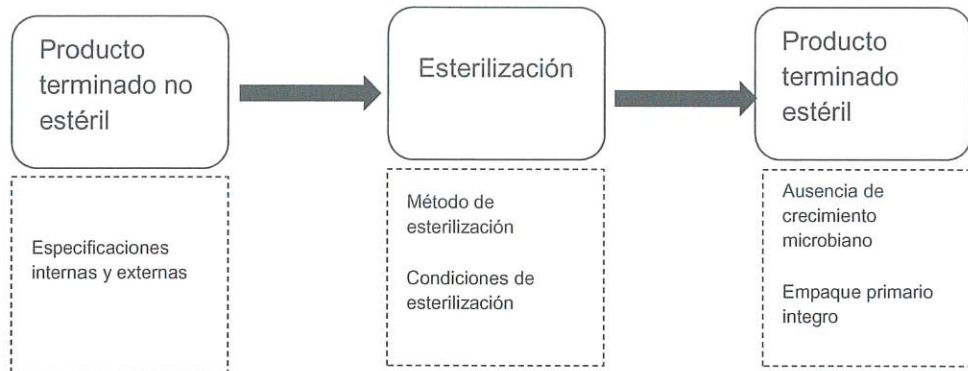 Producto
terminado no
estéril
Esterilización
Producto
terminado
estéril
Especificaciones
internas y externas
Método de
esterilización
Condiciones de
esterilización
Ausencia de
crecimiento
microbiano
Empaque primario
integro